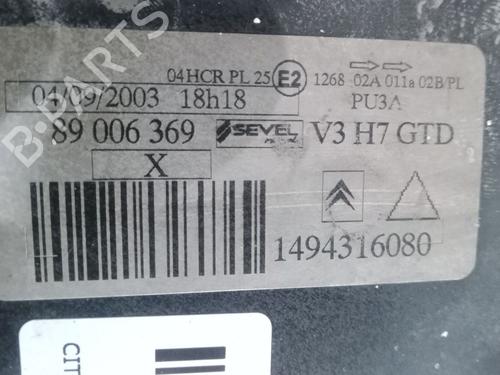 04HCR PL 25 E2 1268 02A 011a 02B/PL
04/09/2003 18h18 PU3A
89 006 369 SEVEL V3 H7 GTD
X
1494316080
B-PARTS
CIT